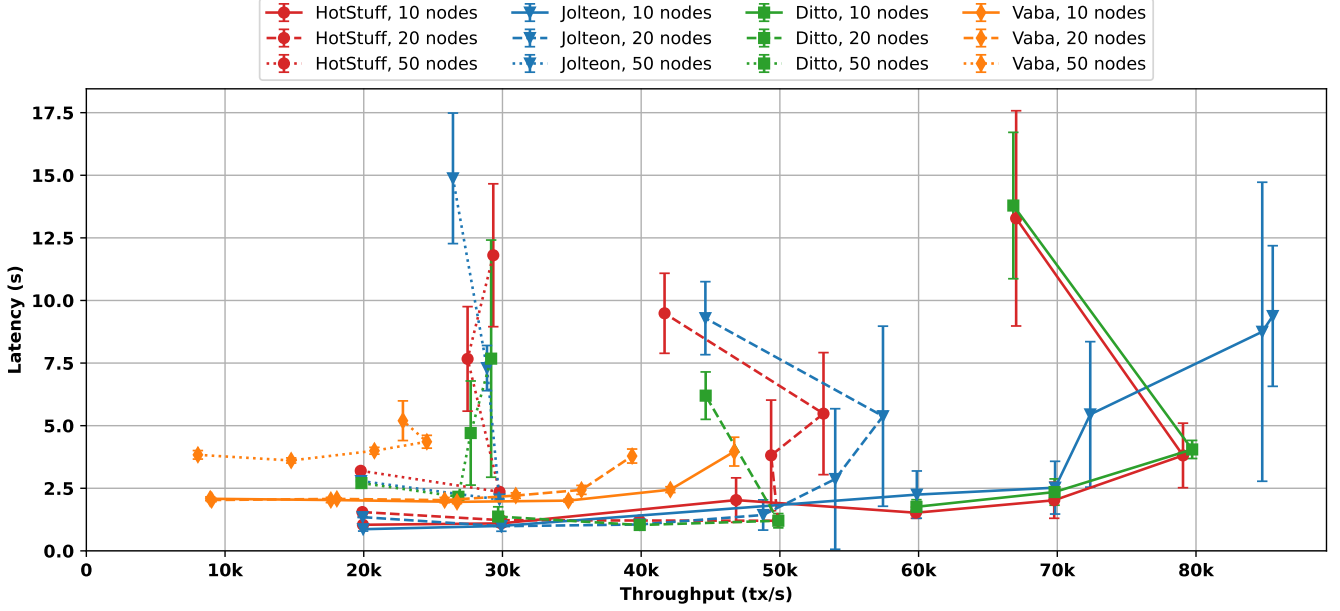 HotStuff, 10 nodes Jolteon, 10 nodes Ditto, 10 nodes Vaba, 10 nodes
HotStuff, 20 nodes Jolteon, 20 nodes Ditto, 20 nodes Vaba, 20 nodes
HotStuff, 50 nodes Jolteon, 50 nodes Ditto, 50 nodes Vaba, 50 nodes
17.5
15.0
12.5
10.0
7.5
5.0
2.5
0.0
Latency (s)
0 10k 20k 30k 40k 50k 60k 70k 80k
Throughput (tx/s)